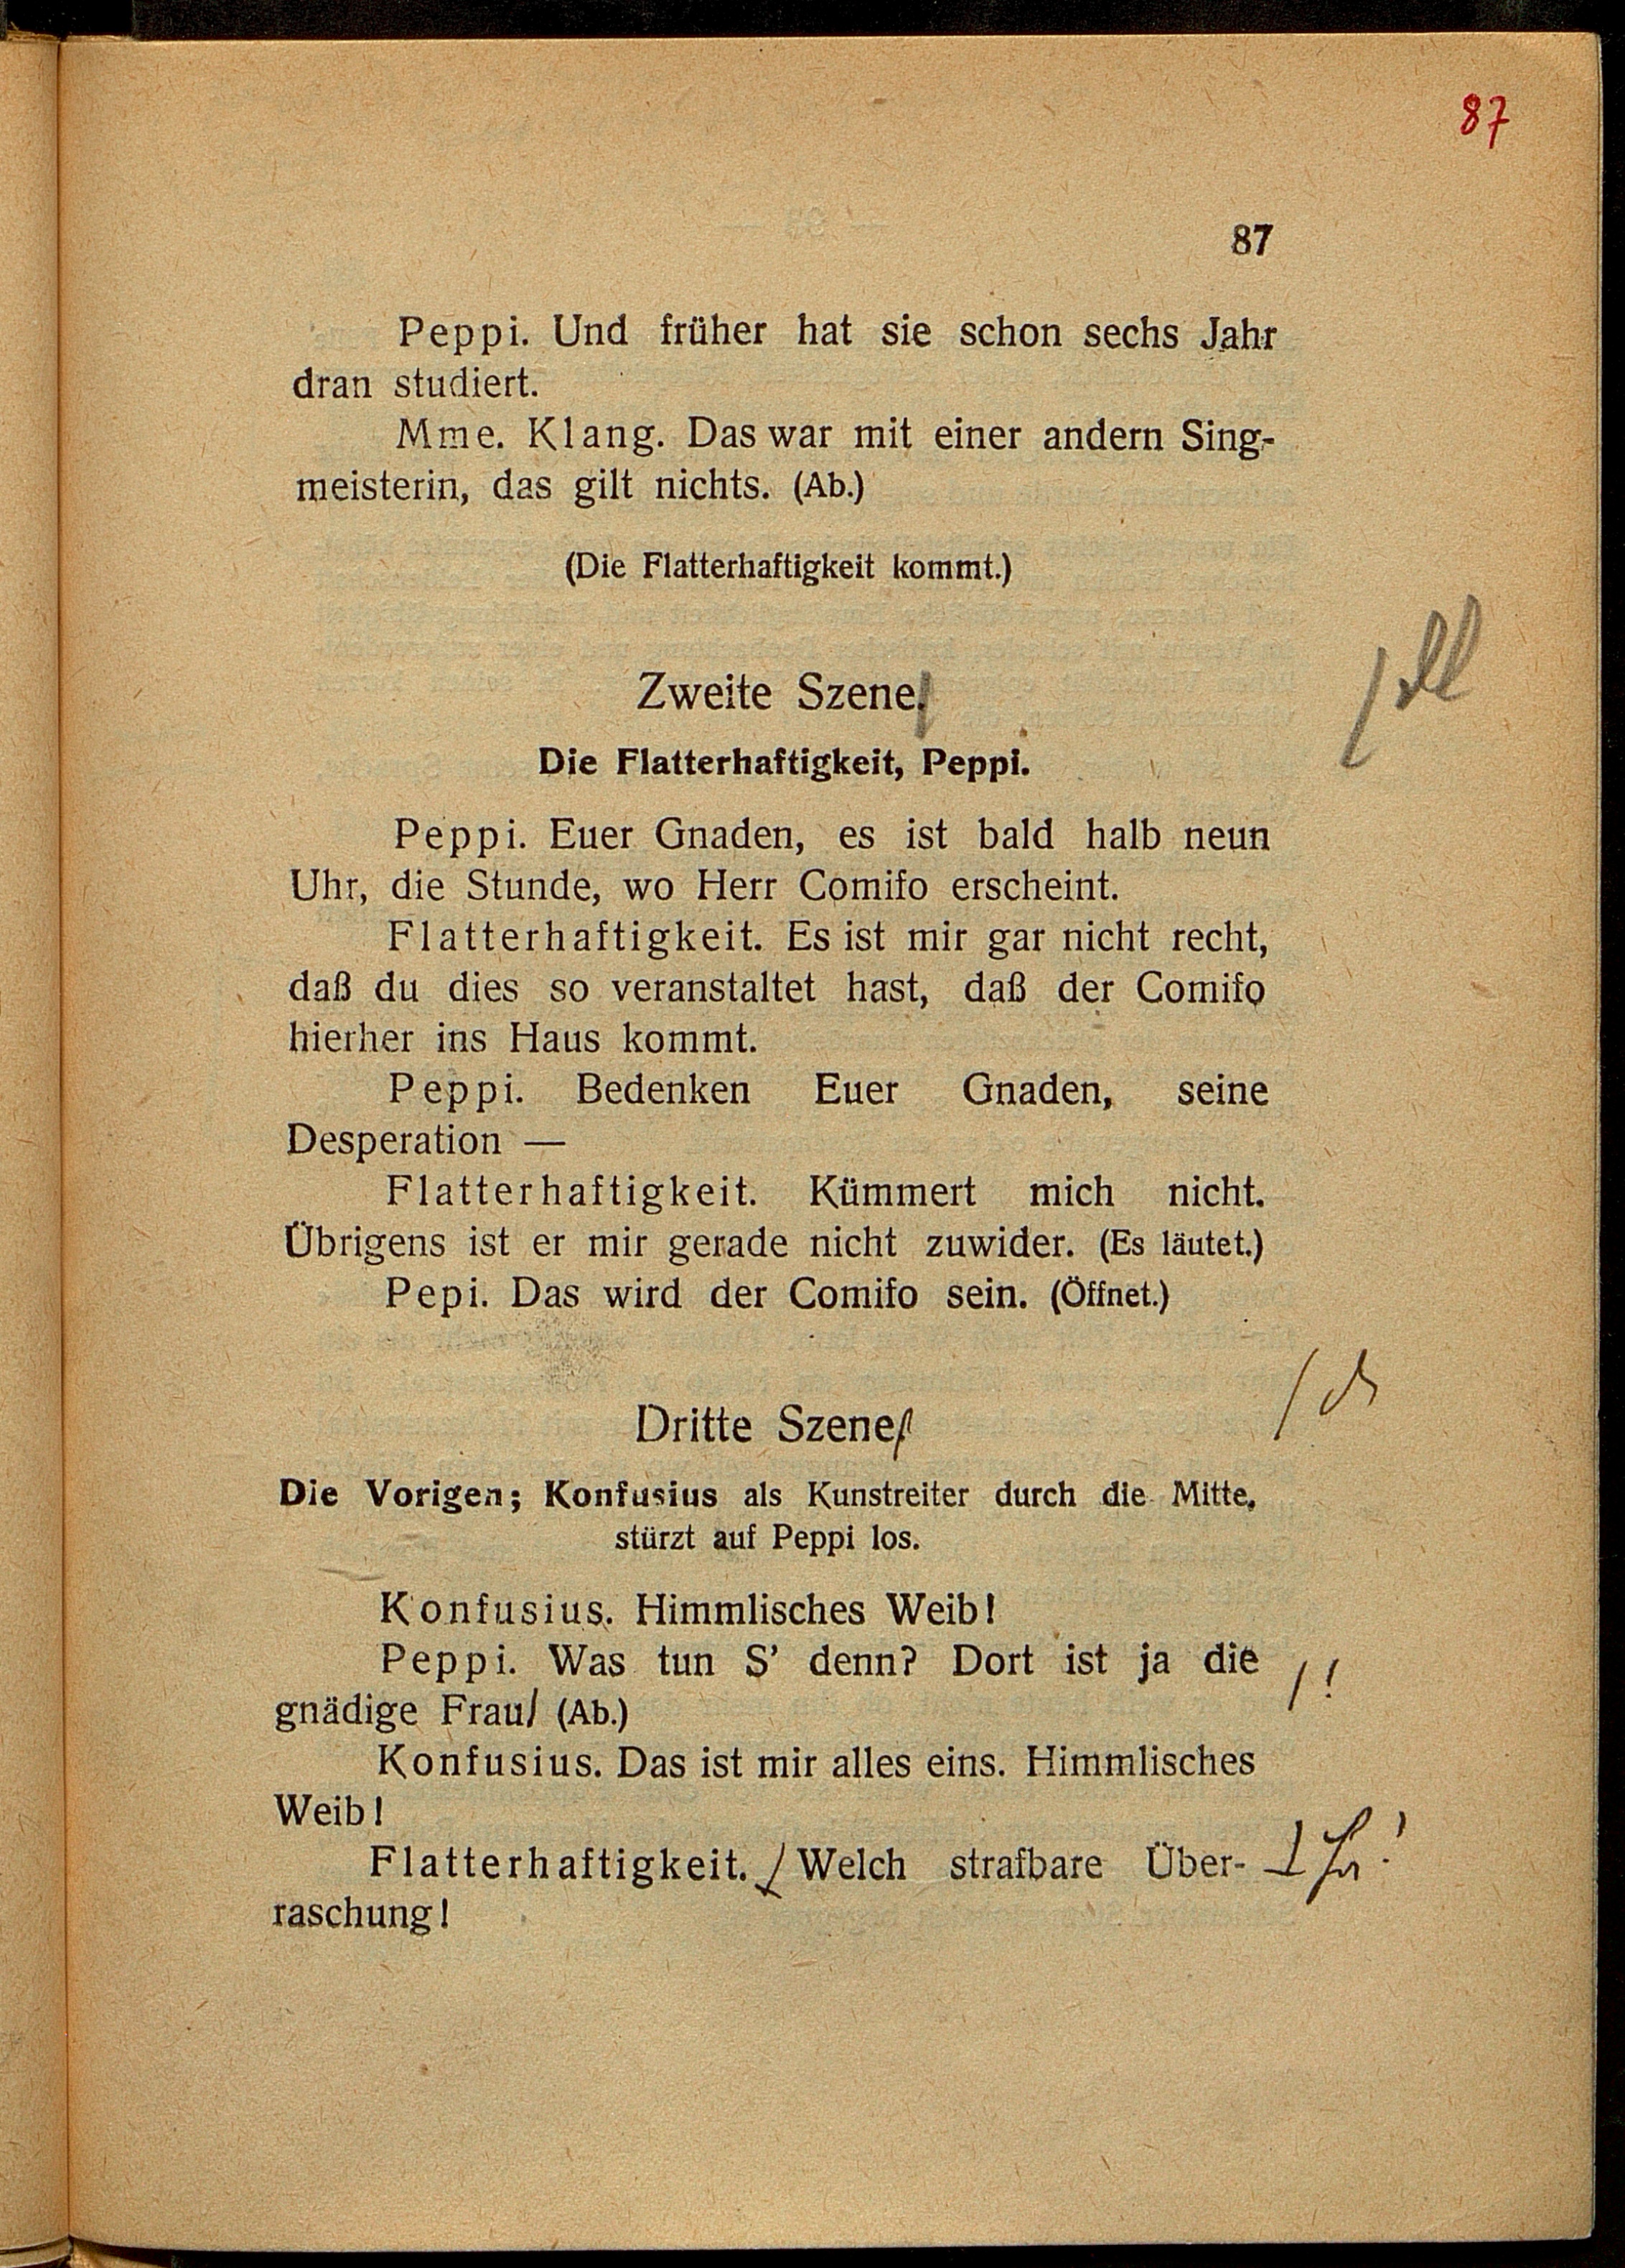 87
87
Peppi. Und früher hat sie schon sechs Jahr
dran studiert.
Mme. Klang. Das war mit einer andern Sing-
meisterin, das gilt nichts. (Ab.)
(Die Flatterhaftigkeit kommt.)
Zweite Szene.
Die Flatterhaftigkeit, Peppi.
Peppi. Euer Gnaden, es ist bald halb neun
Uhr, die Stunde, wo Herr Comifo erscheint.
Flatterhaftigkeit. Es ist mir gar nicht recht,
daß du dies so veranstaltet hast, daß der Comifo
hierher ins Haus kommt.
Peppi. Bedenken Euer Gnaden, seine
Desperation —
Flatterhaftigkeit. Kümmert mich nicht.
Übrigens ist er mir gerade nicht zuwider. (Es läutet.)
Pepi. Das wird der Comifo sein. (Öffnet.)
Dritte Szene
Die Vorigen; Konfusius als Kunstreiter durch die Mitte,
stürzt auf Peppi los.
Konfusius. Himmlisches Weib!
Peppi. Was tun S' denn? Dort ist ja die /!
gnädige Frau/ (Ab.)
Konfusius. Das ist mir alles eins. Himmlisches
Weib!
Flatterhaftigkeit. Welch strafbare Über-
raschung!